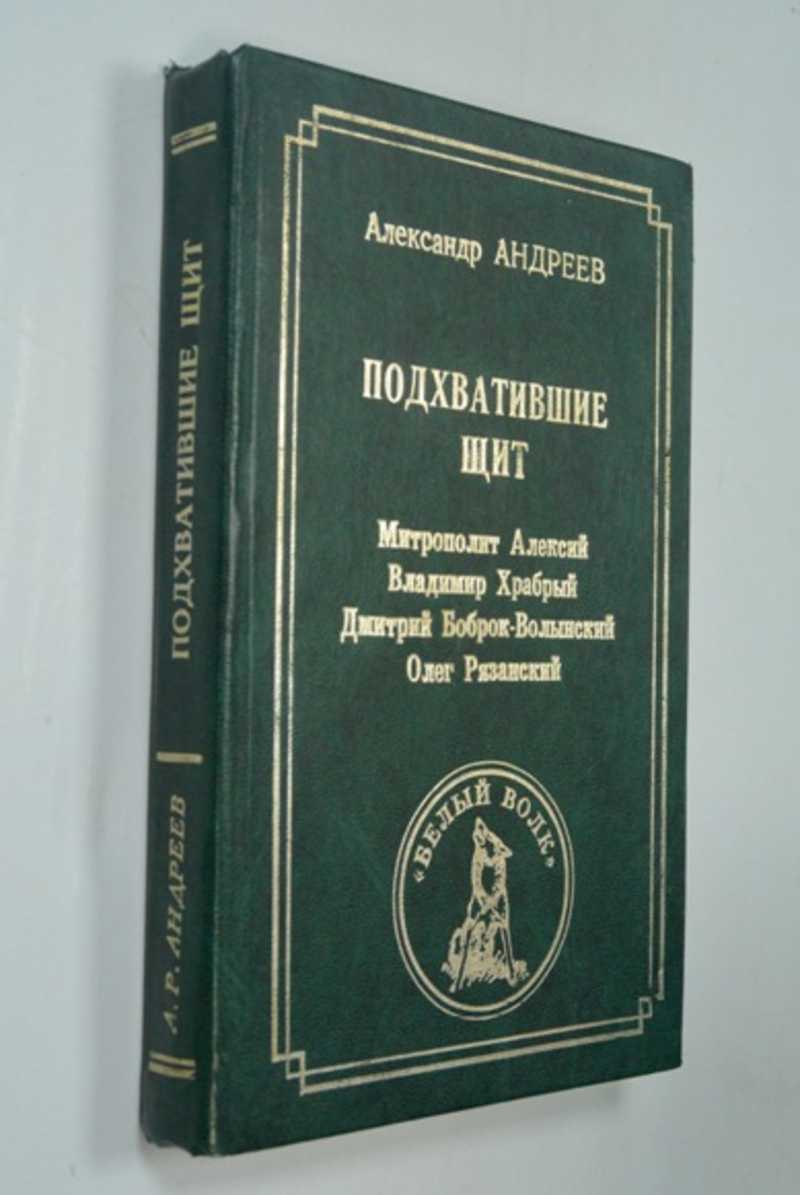 Александр АНДРЕЕВ
ПОДХВАТИВШИЕ
ЩИТ
Митрополит Алексий
Владимир Храбрый
Дмитрий Боброк-Волынский
Олег Рязанский
«БЕЛЫЙ ВОЛК»
А. Р. АНДРЕЕВ
ПОДХВАТИВШИЕ ЩИТ